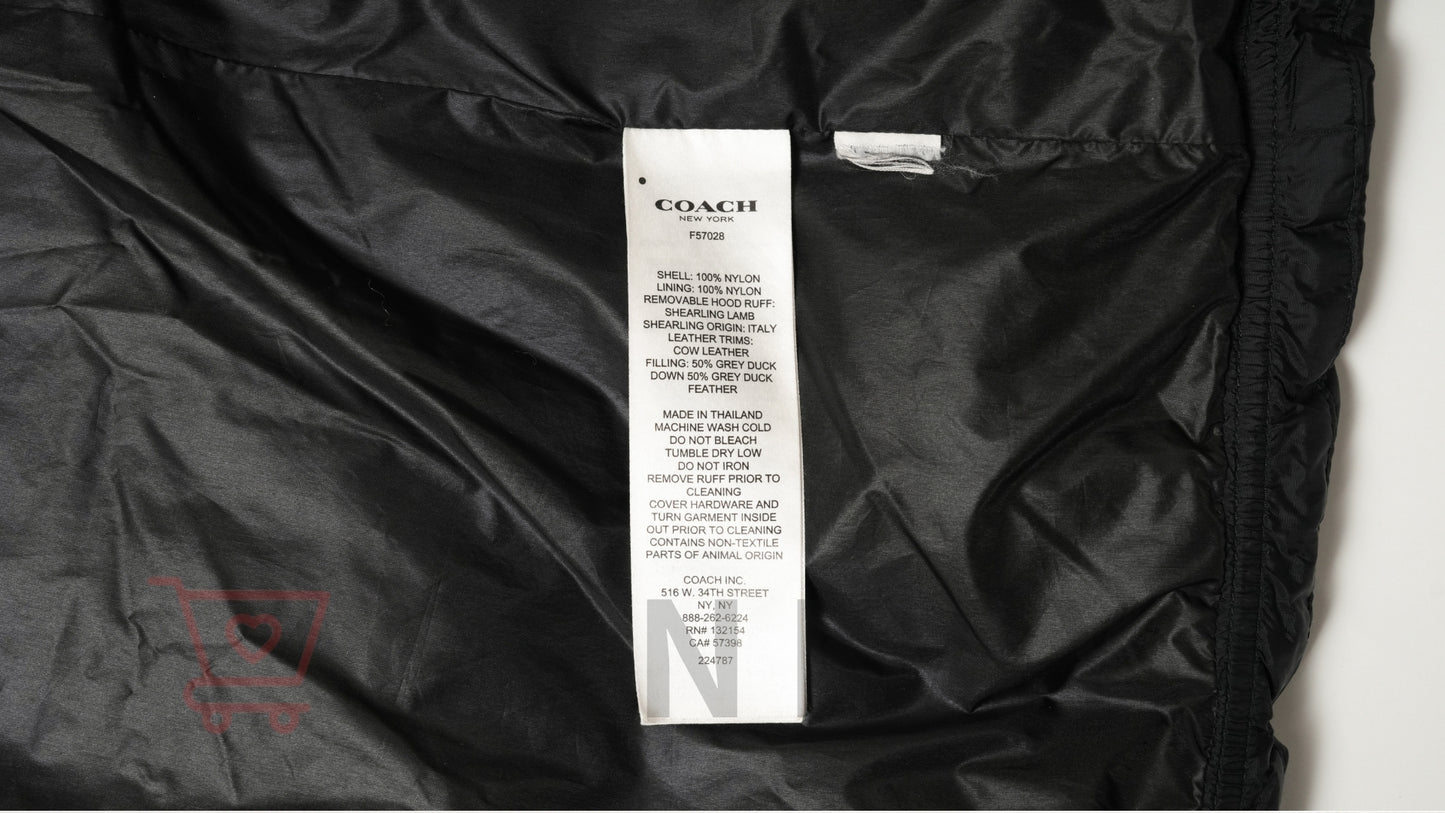 COACH
NEW YORK
F57028
SHELL: 100% NYLON
LINING: 100% NYLON
REMOVABLE HOOD RUFF:
SHEARLING LAMB
SHEARLING ORIGIN: ITALY
LEATHER TRIMS:
COW LEATHER
FILLING: 50% GREY DUCK
DOWN 50% GREY DUCK
FEATHER
MADE IN THAILAND
MACHINE WASH COLD
DO NOT BLEACH
TUMBLE DRY LOW
DO NOT IRON
REMOVE RUFF PRIOR TO
CLEANING
COVER HARDWARE AND
TURN GARMENT INSIDE
OUT PRIOR TO CLEANING
CONTAINS NON-TEXTILE
PARTS OF ANIMAL ORIGIN
COACH INC.
516 W. 34TH STREET
NY, NY
888-262-6224
RN# 132154
CA# 57398
224787
N